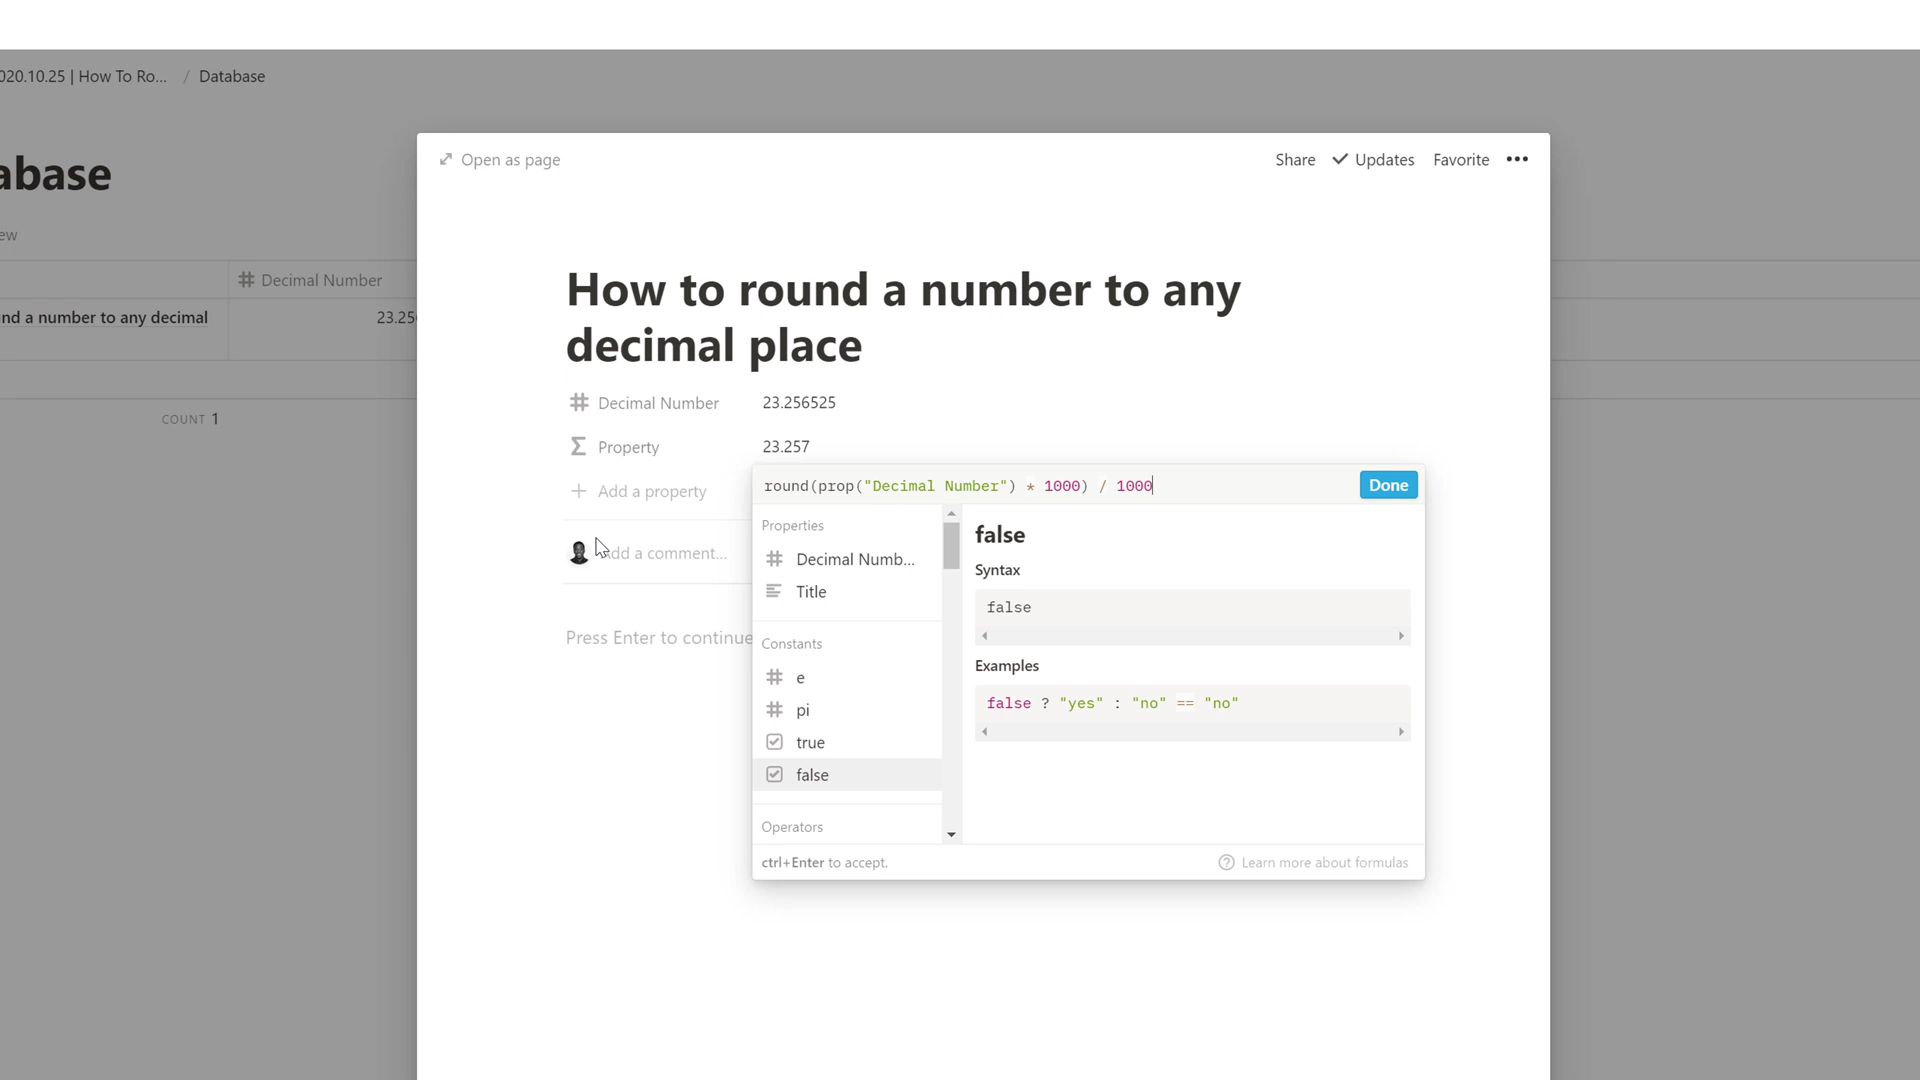 020.10.25 | How To Ro... / Database
abase
Open as page
Share Updates Favorite
ew
Decimal Number
nd a number to any decimal
23.25
COUNT 1
How to round a number to any
decimal place
Decimal Number 23.256525
Property 23.257
Add a property
round(prop("Decimal Number") * 1000) / 1000
Done
dd a comment...
Press Enter to continue
Properties
Decimal Numb...
Title
Constants
e
pi
true
false
Operators
false
Syntax
false
Examples
false ? "yes" : "no" == "no"
ctrl+Enter to accept.
Learn more about formulas